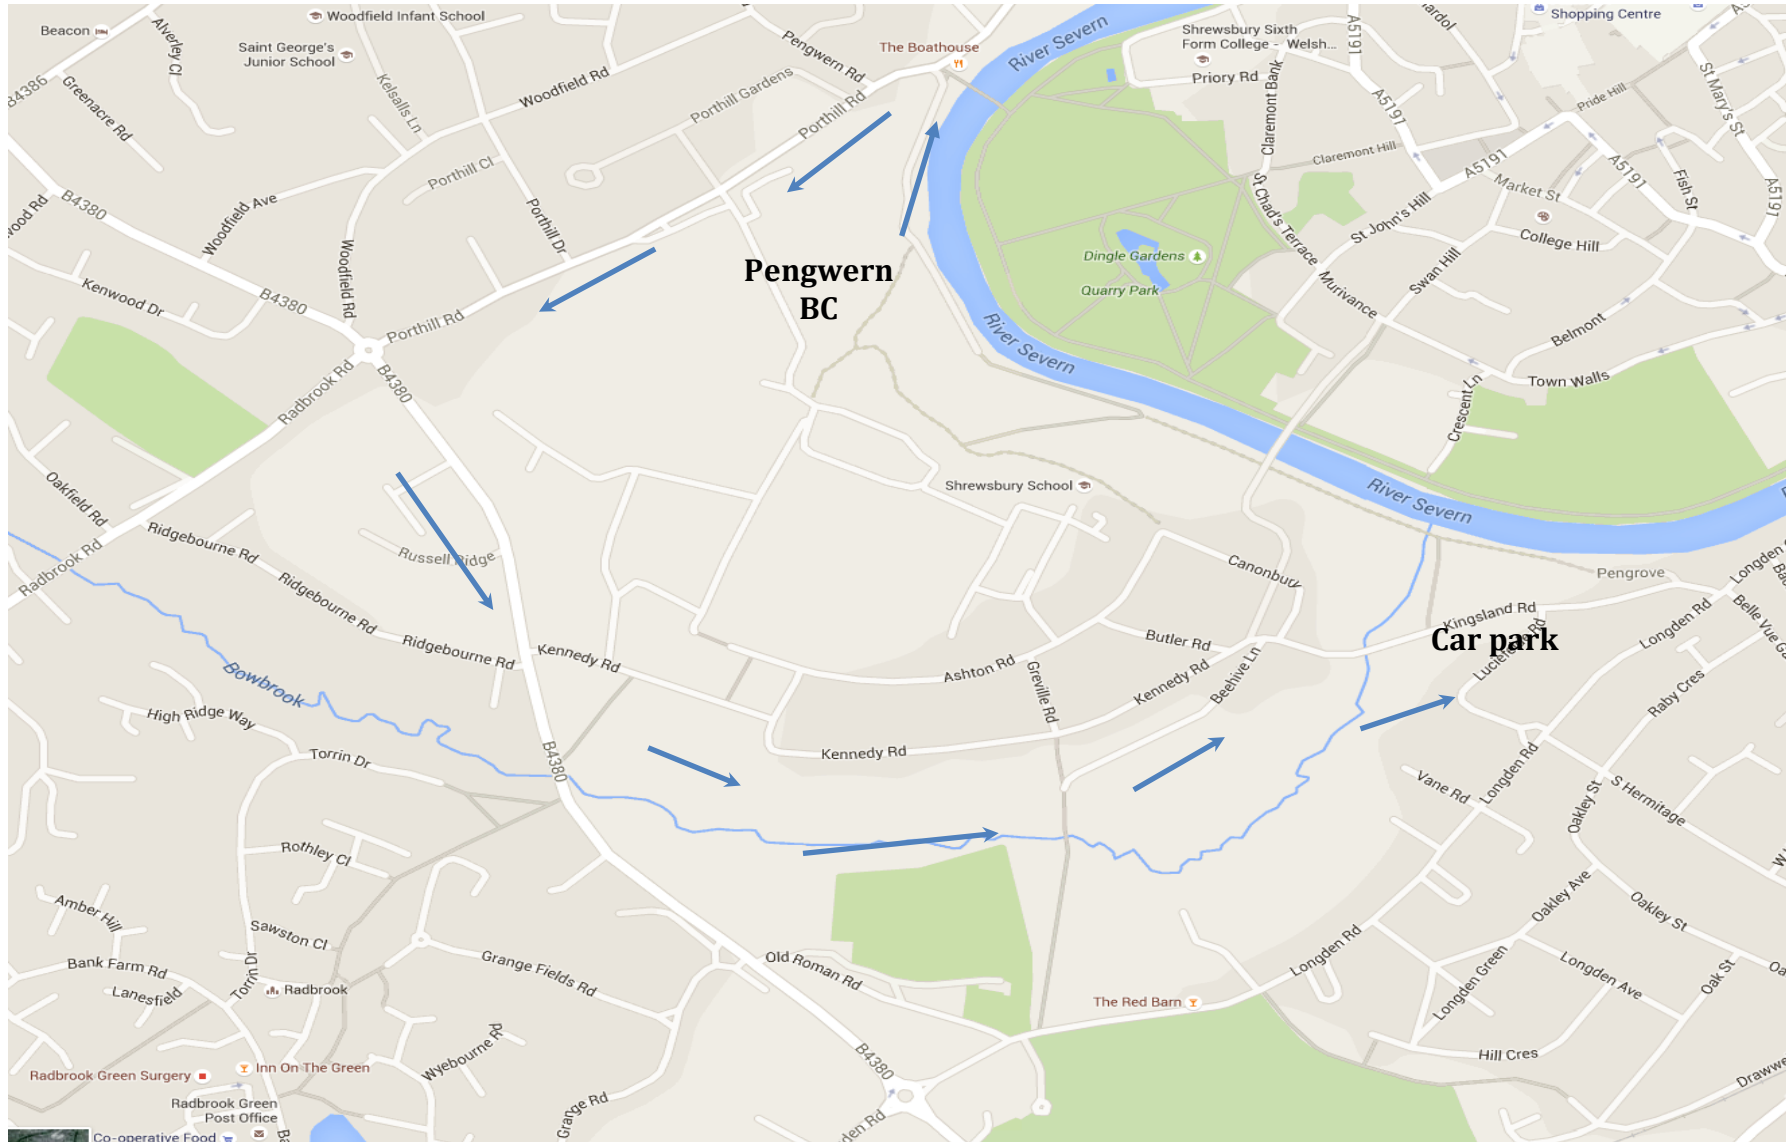 Woodfield Infant School
Beacon
Alverley Cl
Saint George's
Junior School
Kelsalls Ln
Greenacre Rd
B4386
Woodfield Rd
Pengwern Rd
The Boathouse
River Severn
Shrewsbury Sixth
Form College - Welsh...
Priory Rd
Claremont Bank
A5191
Shopping Centre
St Mary's St
Pride Hill
A5191
Porthill Gardens
Porthill Rd
Porthill Cl
Porthill Dr
Claremont Hill
A5191
Market St
A5191
Fish St
A5191
B4380
Woodfield Ave
Woodfield Rd
St Chad's Terrace
St John's Hill
College Hill
Swan Hill
Murivance
Dingle Gardens
Quarry Park
Pengwern
BC
Kenwood Dr
B4380
Porthill Rd
River Severn
Belmont
Town Walls
Crescent Ln
Radbrook Rd
B4380
Oakfield Rd
Radbrook Rd
Shrewsbury School
River Severn
Ridgebourne Rd
Russell Ridge
Ridgebourne Rd
Ridgebourne Rd
Canonbury
Pengrove
Kingsland Rd
Longden Rd
Belle Vue
Kennedy Rd
Butler Rd
Ashton Rd
Greville Rd
Kennedy Rd
Beehive Ln
Car park
Raby Cres
Bowbrook
High Ridge Way
Torrin Dr
B4380
Kennedy Rd
Vane Rd
Longden Rd
S Hermitage
Oakley St
Rothley Cl
Amber Hill
Sawston Cl
Bank Farm Rd
Lanesfield
Torrin Dr
Radbrook
Grange Fields Rd
Old Roman Rd
The Red Barn
Longden Rd
Longden Green
Oakley Ave
Oakley St
Longden Ave
Oak St
Hill Cres
Wyebourne Rd
Inn On The Green
Radbrook Green Surgery
Radbrook Green
Post Office
Co-operative Food
Grange Rd
B4380